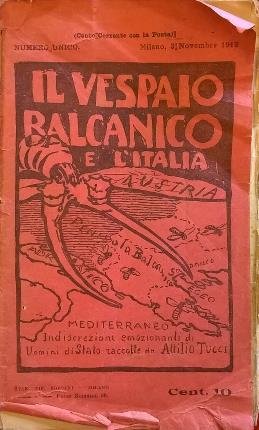 (Conto Corrente con la Posta)
NUMERO UNICO. Milano, 3 Novembre 1912
IL VESPAIO
BALCANICO
E L'ITALIA
AUSTRIA
MEDITERRANEO
Indiscrezioni emozionanti di
Uomini di Stato raccolte da Attilio Tucci
MILANO
Cent. 10